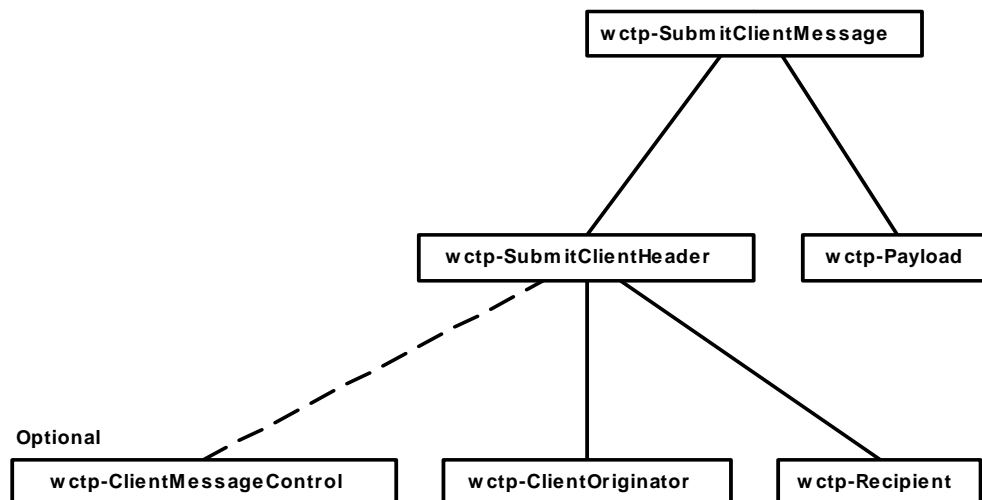 wctp-SubmitClientMessage
wctp-SubmitClientHeader
wctp-Payload
Optional
wctp-ClientMessageControl
wctp-ClientOriginator
wctp-Recipient